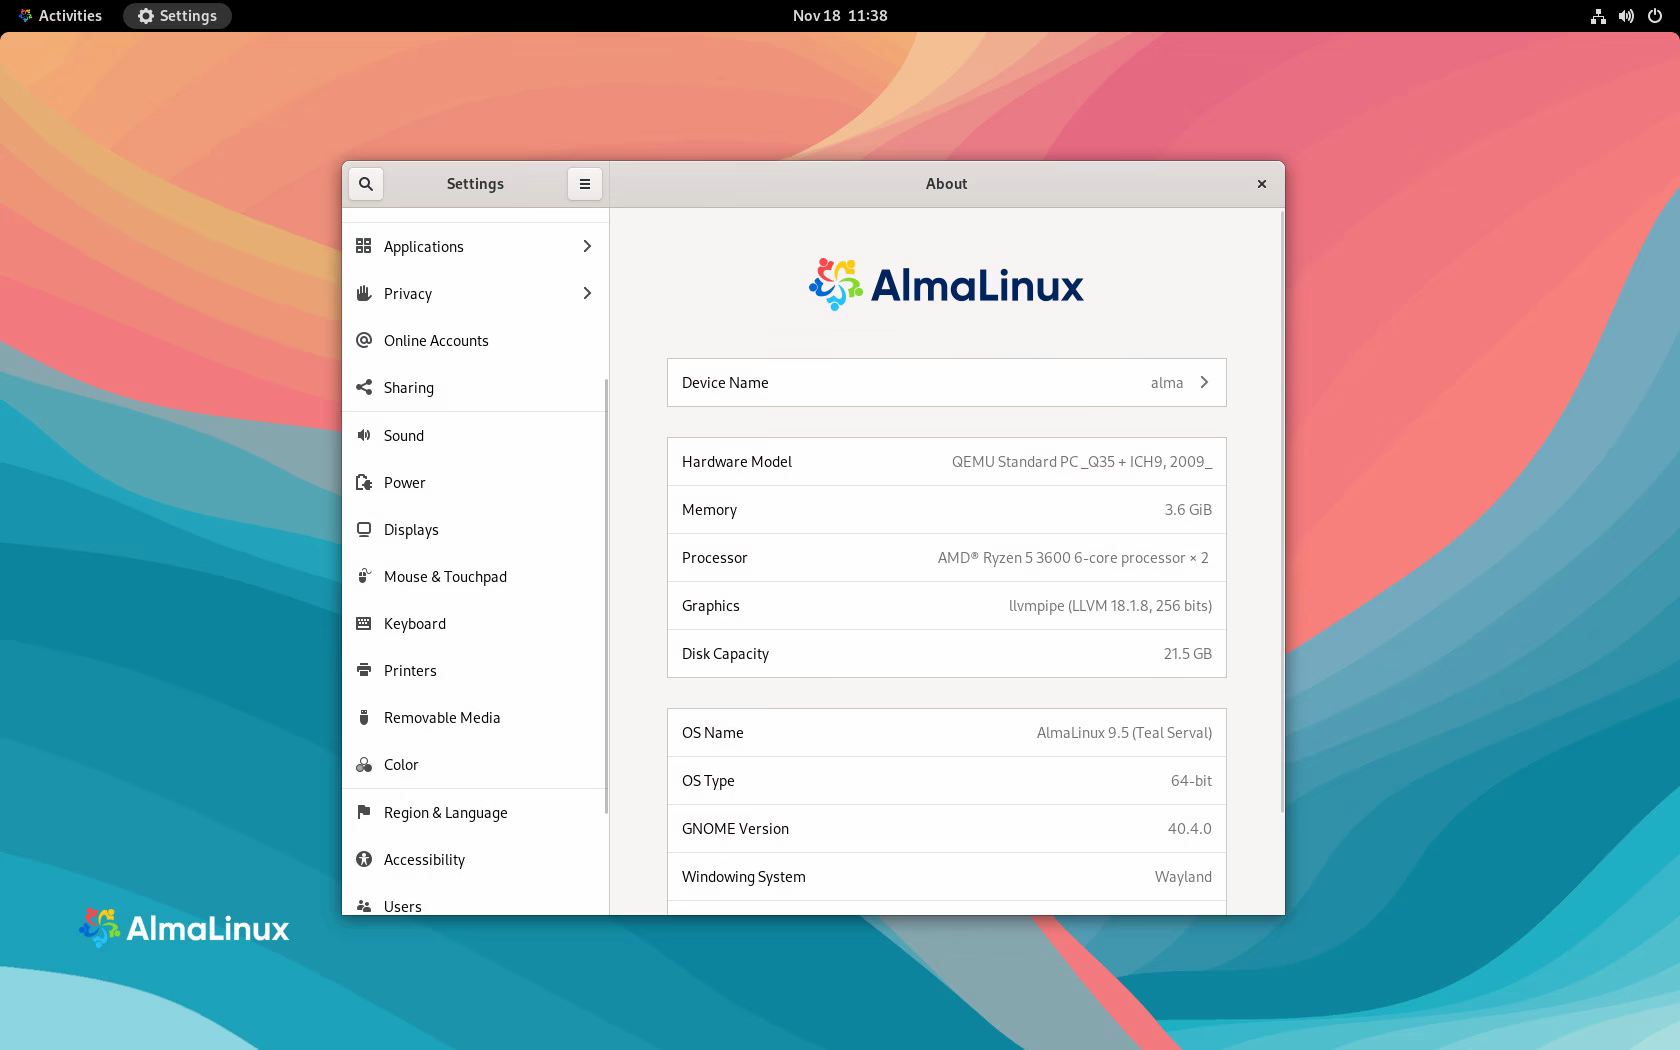 Activities
Settings
Nov 18 11:38
Settings
About
Applications
Privacy
Online Accounts
Sharing
Sound
Power
Displays
Mouse & Touchpad
Keyboard
Printers
Removable Media
Color
Region & Language
Accessibility
Users
AlmaLinux
Device Name alma
Hardware Model QEMU Standard PC _Q35 + ICH9, 2009_
Memory 3.6 GiB
Processor AMD® Ryzen 5 3600 6-core processor × 2
Graphics llvmpipe (LLVM 18.1.8, 256 bits)
Disk Capacity 21.5 GB
OS Name AlmaLinux 9.5 (Teal Serval)
OS Type 64-bit
GNOME Version 40.4.0
Windowing System Wayland
AlmaLinux